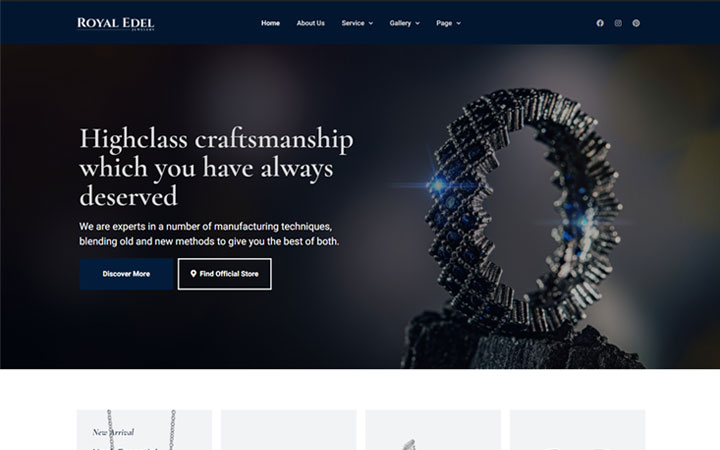 ROYAL EDEL
JEWELRY
Home
About Us
Service
Gallery
Page
Highclass craftsmanship
which you have always
deserved
We are experts in a number of manufacturing techniques,
blending old and new methods to give you the best of both.
Discover More
Find Official Store
New Arrival